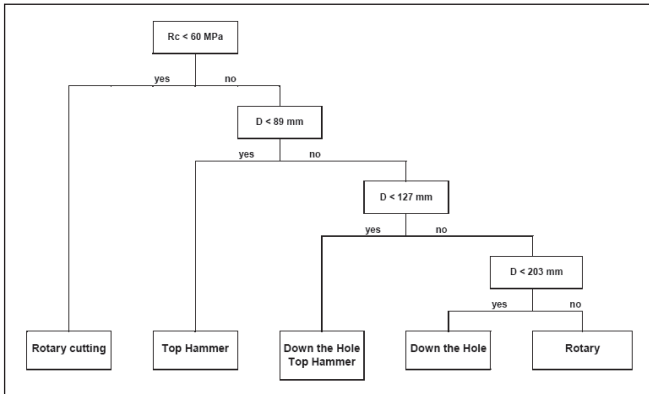 Rc < 60 MPa
yes no
D < 89 mm
yes no
D < 127 mm
yes no
D < 203 mm
yes no
Rotary cutting
Top Hammer
Down the Hole
Top Hammer
Down the Hole
Rotary